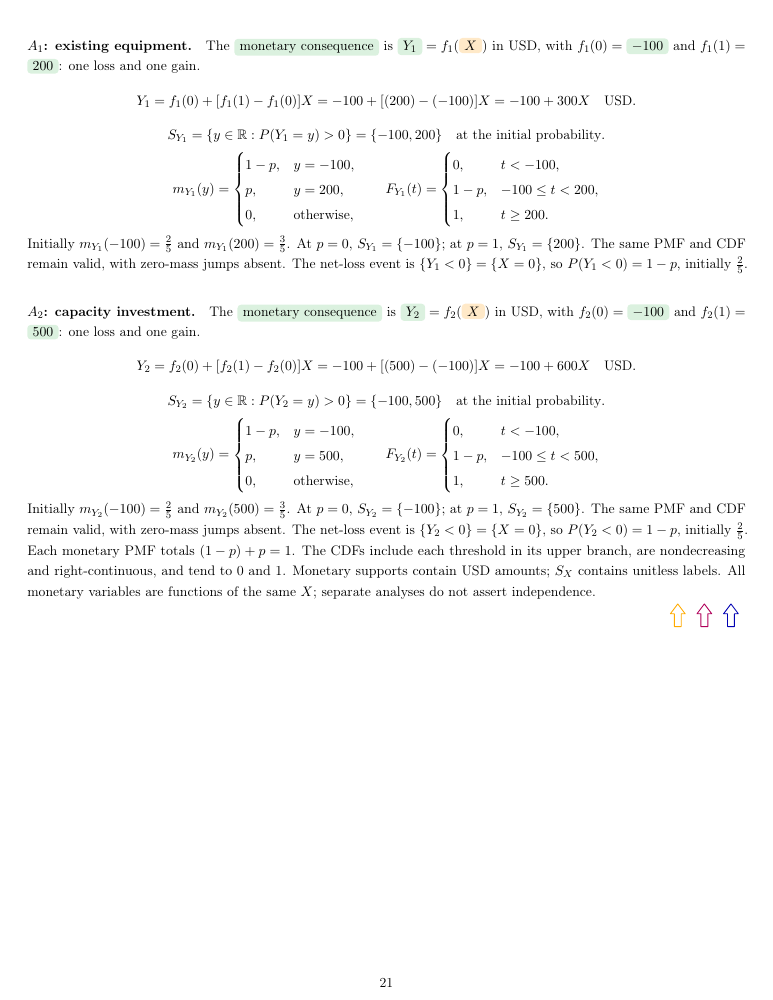 A₁: existing equipment. The monetary consequence is Y₁ = f₁( X ) in USD, with f₁(0) = −100 and f₁(1) =
200 : one loss and one gain.
Y₁ = f₁(0) + [f₁(1) − f₁(0)]X = −100 + [(200) − (−100)]X = −100 + 300X USD.
S_{Y₁} = {y ∈ ℝ : P(Y₁ = y) > 0} = {−100, 200} at the initial probability.
m_{Y₁}(y) = { 1 − p, y = −100, p, y = 200, 0, otherwise, F_{Y₁}(t) = { 0, t < −100, 1 − p, −100 ≤ t < 200, 1, t ≥ 200.
Initially m_{Y₁}(−100) = 2/5 and m_{Y₁}(200) = 3/5. At p = 0, S_{Y₁} = {−100}; at p = 1, S_{Y₁} = {200}. The same PMF and CDF
remain valid, with zero-mass jumps absent. The net-loss event is {Y₁ < 0} = {X = 0}, so P(Y₁ < 0) = 1 − p, initially 2/5.
A₂: capacity investment. The monetary consequence is Y₂ = f₂( X ) in USD, with f₂(0) = −100 and f₂(1) =
500 : one loss and one gain.
Y₂ = f₂(0) + [f₂(1) − f₂(0)]X = −100 + [(500) − (−100)]X = −100 + 600X USD.
S_{Y₂} = {y ∈ ℝ : P(Y₂ = y) > 0} = {−100, 500} at the initial probability.
m_{Y₂}(y) = { 1 − p, y = −100, p, y = 500, 0, otherwise, F_{Y₂}(t) = { 0, t < −100, 1 − p, −100 ≤ t < 500, 1, t ≥ 500.
Initially m_{Y₂}(−100) = 2/5 and m_{Y₂}(500) = 3/5. At p = 0, S_{Y₂} = {−100}; at p = 1, S_{Y₂} = {500}. The same PMF and CDF
remain valid, with zero-mass jumps absent. The net-loss event is {Y₂ < 0} = {X = 0}, so P(Y₂ < 0) = 1 − p, initially 2/5.
Each monetary PMF totals (1 − p) + p = 1. The CDFs include each threshold in its upper branch, are nondecreasing
and right-continuous, and tend to 0 and 1. Monetary supports contain USD amounts; S_X contains unitless labels. All
monetary variables are functions of the same X; separate analyses do not assert independence.
21